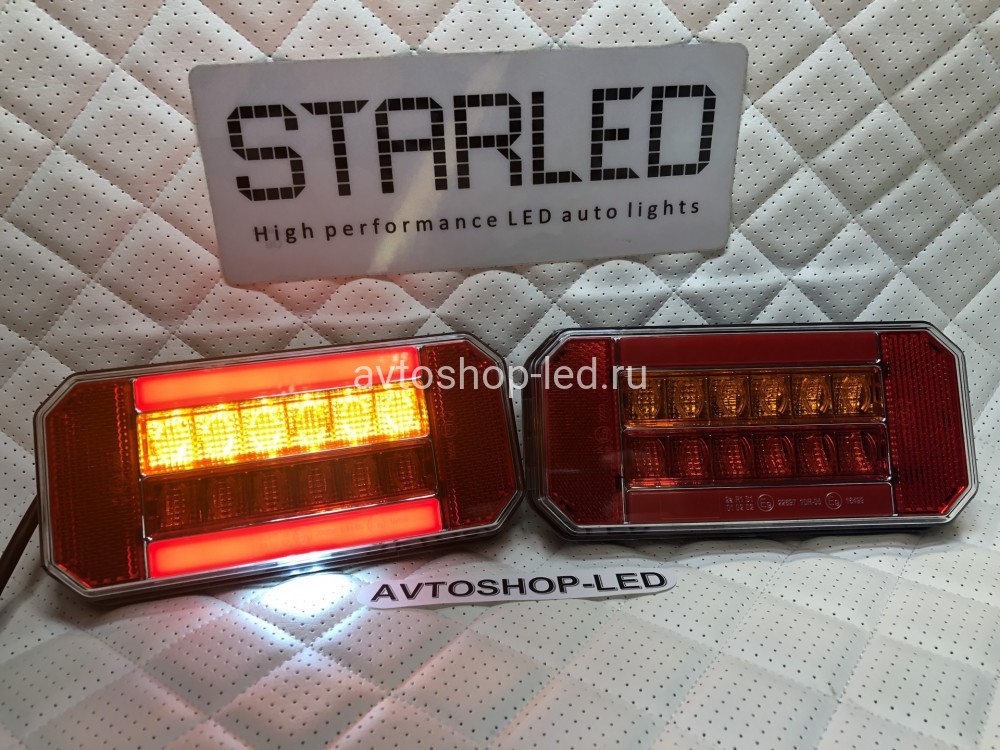 STARLED
High performance LED auto lights
avtoshop-led.ru
AVTOSHOP-LED